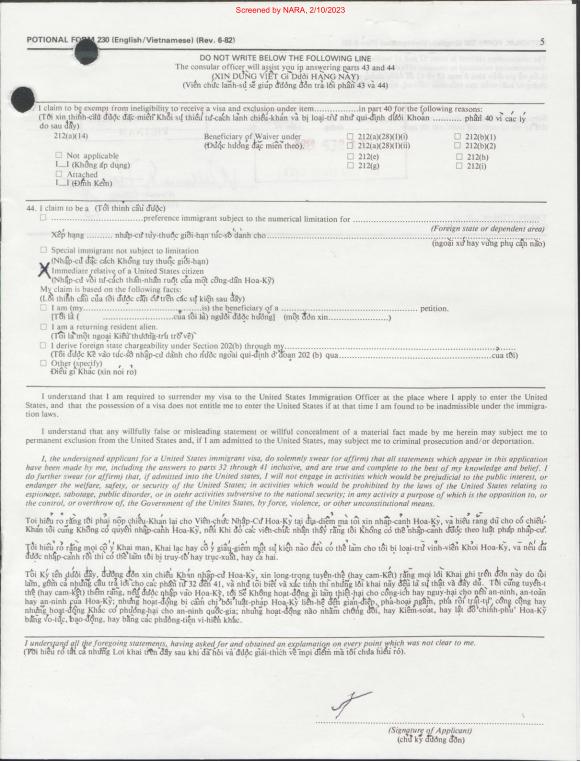 Screened by NARA, 2/10/2023
POTIONAL FORM 230 (English/Vietnamese) (Rev. 6-82)
5
DO NOT WRITE BELOW THE FOLLOWING LINE
The consular officer will assist you ip answering parts 43 and 44
(XIN DUNG VIẾT Gì Dưới HÀNG NÀY)
(Viên chức lãnh-sự sẽ giúp đương đơn trả lời phần 43 và 44)
I claim to be exempt from ineligibility to receive a visa and exclusion under item...............in part 40 for the following reasons:
(Tôi xin thỉnh-cầu được đặc-miễn Khỏi sự thiếu tư-cách lãnh chiếu-khán và bị loại-trừ như qui-định dưới Khoản .......... phần 40 vì các lý
do sau đây)
212(a)(14)
Beneficiary of Waiver under
☐ 212(a)(28)(I)(i)
☐ 212(b)(1)
(Được hưởng đặc miễn theo).
☐ 212(a)(28)(I)(ii)
☐ 212(b)(2)
☐ Not applicable
☐ 212(e)
☐ 212(h)
(Không áp dụng)
☐ 212(g)
☐ 212(i)
☐ Attached
(Đính Kèm)
44. I claim to be a (Tôi thỉnh cầu được)
☐ ............................preference immigrant subject to the numerical limitation for ............................
(Foreign state or dependent area)
Xếp hạng ......... nhập-cư tùy-thuộc giới-hạn túc-số dành cho............................
(ngoại xứ hay vùng phụ cận nào)
☐ Special immigrant not subject to limitation
(Nhập-cư đặc cách Không tuy thuộc giới-hạn)
X Immediate relative of a United States citizen
(Nhập-cư với tư-cách thân-nhân ruột của một công-dân Hoa-Kỳ)
My claim is based on the following facts:
(Lời thỉnh cầu của tôi được căn cứ trên các sự kiện sau đây)
☐ I am (my............................is) the beneficiary of a ............................ petition.
[Tôi là ( ............................của tôi là) người được hưởng] (một đơn xin....................)
☐ I am a returning resident alien.
(Tôi là một ngoại Kiều thường-trú trở về)
☐ I derive foreign state chargeability under Section 202(b) through my............................
(Tôi được Kê vào túc-số nhập-cư dành cho nước ngoài qui-định ở đoạn 202 (b) qua............................của tôi)
☐ Other (specify)
Điều gì Khác (xin nói rõ)
I understand that I am required to surrender my visa to the United States Immigration Officer at the place where I apply to enter the United
States, and that the possession of a visa does not entitle me to enter the United States if at that time I am found to be inadmissible under the immigra-
tion laws.
I understand that any willfully false or misleading statement or willful concealment of a material fact made by me herein may subject me to
permanent exclusion from the United States and, if I am admitted to the United States, may subject me to criminal prosecution and/or deportation.
I, the undersigned applicant for a United States immigrant visa, do solemnly swear (or affirm) that all statements which appear in this application
have been made by me, including the answers to parts 32 through 41 inclusive, and are true and complete to the best of my knowledge and belief. I
do further swear (or affirm) that, if admitted into the United States, I will not engage in activities which would be prejudicial to the public interest, or
endanger the welfare, safety, or security of the United States; in activities which would be prohibited by the laws of the United States relating to
espionage, sabotage, public disorder, or in otehr activities subversive to the national security; in any activity a purpose of which is the opposition to, or
the control, or overthrow of, the Government of the Unitet States, by force, violence, or other unconstitutional means.
Tôi hiểu rõ rằng tôi phải nộp chiếu-Khán lại cho Viên-chức Nhập-Cư Hoa-Kỳ tại địa-điểm mà tôi xin nhập-cảnh Hoa-Kỳ, và hiểu rằng dù cho có chiếu-
Khán tôi cũng Không có quyền nhập-cảnh Hoa-Kỳ, nếu Khi đó các viên-chức nhận thấy rằng tôi Không có thể nhập-cảnh được theo luật pháp nhập-cư.
Tôi hiểu rõ rằng mọi cố ý Khai man, Khai lạc hay cố ý giấu-giếm một sự kiện nào đều có thể làm cho tôi bị loại-trừ vĩnh-viễn Khỏi Hoa-Kỳ, và nếu đã
được nhập-cảnh rồi thì có thể làm tôi bị truy-tố hay trục-xuất, hay cả hai.
Tôi Ký tên dưới đây, đương đơn xin chiếu Khán nhập-cư Hoa-Kỳ, xin long-trọng tuyên-thệ (hay cam-Kết) rằng mọi lời Khai ghi trên đơn này do tôi
làm, gồm cả những câu trả lời cho các phần từ 32 đến 41, và như tôi biết và xác tính thì những lời khai này đều là sự thật và đầy đủ. Tôi cũng tuyên-t
thệ (hay cam-Kết) thêm rằng, nếu được nhập vào Hoa-Kỳ, tôi Sẽ Không hoạt-động gì làm thiệt-hại cho công-ích hay nguy-hại cho nền an-ninh, an-toàn
hay an-ninh của Hoa-Kỳ; nhưng hoạt-động bị cấm chỉ bởi luật-pháp Hoa-Kỳ liên-hệ đến gián-điệp, phá-hoại ngầm, phá rối trật-tự, công cộng hay
những hoạt-động Khác có phương-hại cho an-ninh quốc-gia; nhưng hoạt-động nào nhằm chống đối, hay Kiểm-soát, hay lật đổ chính-phủ Hoa-Kỳ
bằng võ-lực, bạo-động, hay bằng các phương-tiện vi-hiến khác.
I understand all the foregoing statements, having asked for and obtained an explanation on every point which was not clear to me.
(Tôi hiểu rõ tất cả những Lời khai trên đây sau khi đã hỏi và được giải-thích về mọi điểm mà tôi chưa hiểu rõ).
(Signature of Applicant)
(chữ ký đương đơn)